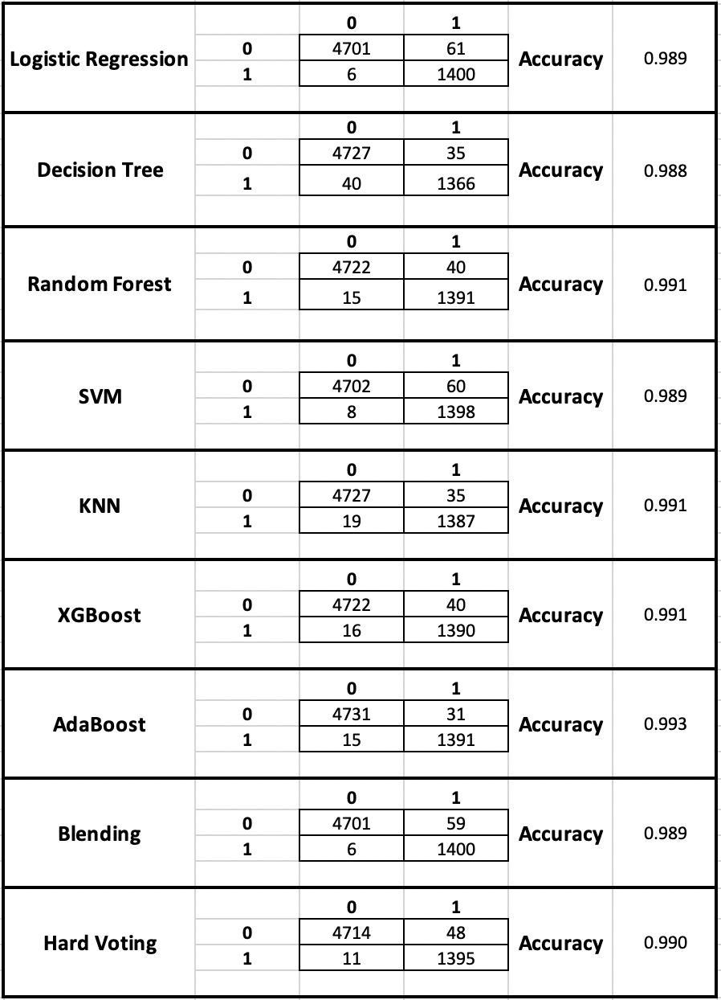 0 1
Logistic Regression 0 4701 61 Accuracy 0.989
1 6 1400
0 1
Decision Tree 0 4727 35 Accuracy 0.988
1 40 1366
0 1
Random Forest 0 4722 40 Accuracy 0.991
1 15 1391
0 1
SVM 0 4702 60 Accuracy 0.989
1 8 1398
0 1
KNN 0 4727 35 Accuracy 0.991
1 19 1387
0 1
XGBoost 0 4722 40 Accuracy 0.991
1 16 1390
0 1
AdaBoost 0 4731 31 Accuracy 0.993
1 15 1391
0 1
Blending 0 4701 59 Accuracy 0.989
1 6 1400
0 1
Hard Voting 0 4714 48 Accuracy 0.990
1 11 1395